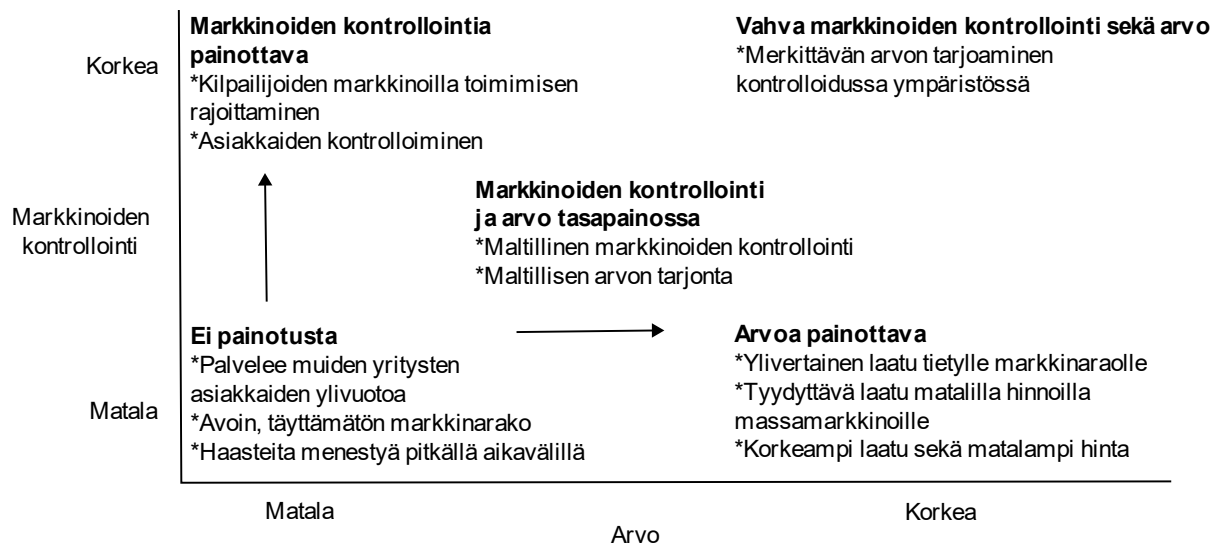 Markkinoiden kontrollointia
painottava
*Kilpailijoiden markkinoilla toimimisen
rajoittaminen
*Asiakkaiden kontrolloiminen
Vahva markkinoiden kontrollointi sekä arvo
*Merkittävän arvon tarjoaminen
kontrolloidussa ympäristössä
Korkea
Markkinoiden kontrollointi
ja arvo tasapainossa
*Maltillinen markkinoiden kontrollointi
*Maltillisen arvon tarjonta
Markkinoiden
kontrollointi
Ei painotusta
*Palvelee muiden yritysten
asiakkaiden ylivuotoa
*Avoin, täyttämätön markkinarako
*Haasteita menestyä pitkällä aikavälillä
Arvoa painottava
*Ylivertainen laatu tietylle markkinaraolle
*Tyydyttävä laatu matalilla hinnoilla
massamarkkinoille
*Korkeampi laatu sekä matalampi hinta
Matala
Matala
Korkea
Arvo